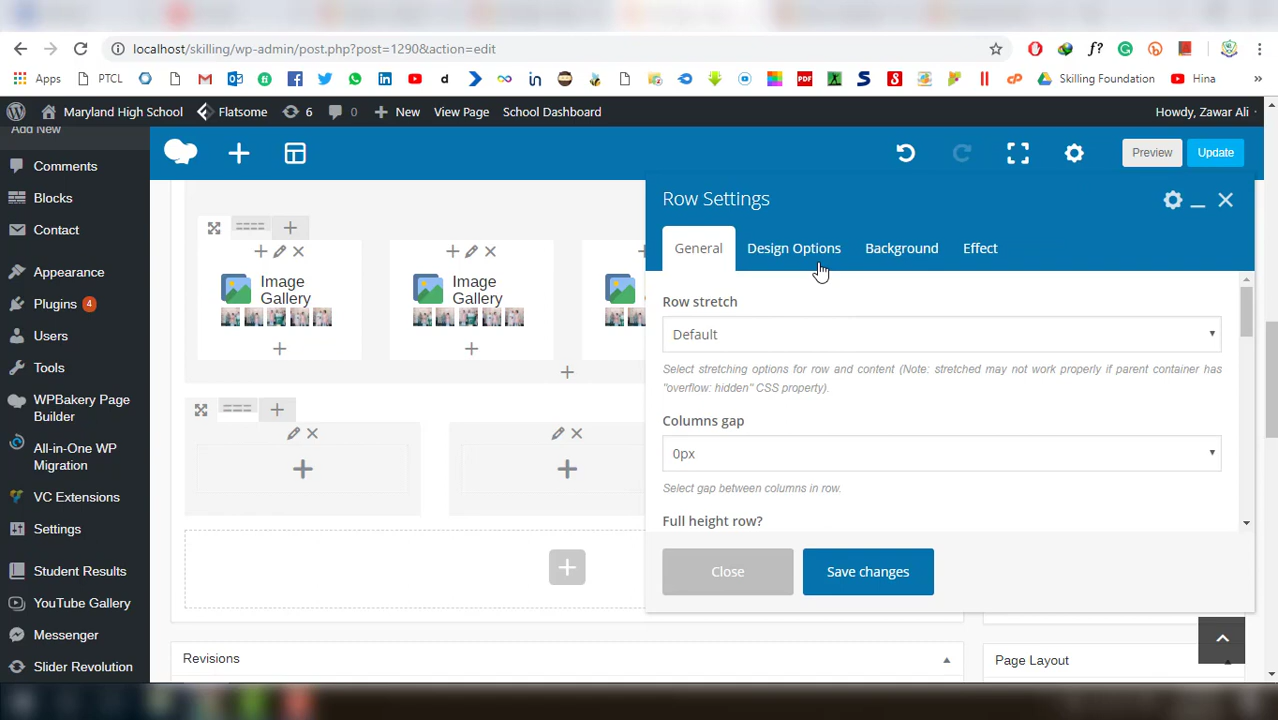 localhost/skilling/wp-admin/post.php?post=1290&action=edit
f?
Apps
PTCL
d
in
PDF
S
cP
Skilling Foundation
Hina
Maryland High School
Flatsome
6
0
New
View Page
School Dashboard
Howdy, Zawar Ali
Add New
Comments
Blocks
Contact
Appearance
Plugins 4
Users
Tools
WPBakery Page
Builder
All-in-One WP
Migration
VC Extensions
Settings
Student Results
YouTube Gallery
Messenger
Slider Revolution
Preview
Update
Image
Gallery
Image
Gallery
Row Settings
General
Design Options
Background
Effect
Row stretch
Default
Select stretching options for row and content (Note: stretched may not work properly if parent container has
"overflow: hidden" CSS property).
Columns gap
0px
Select gap between columns in row.
Full height row?
Close
Save changes
Revisions
Page Layout